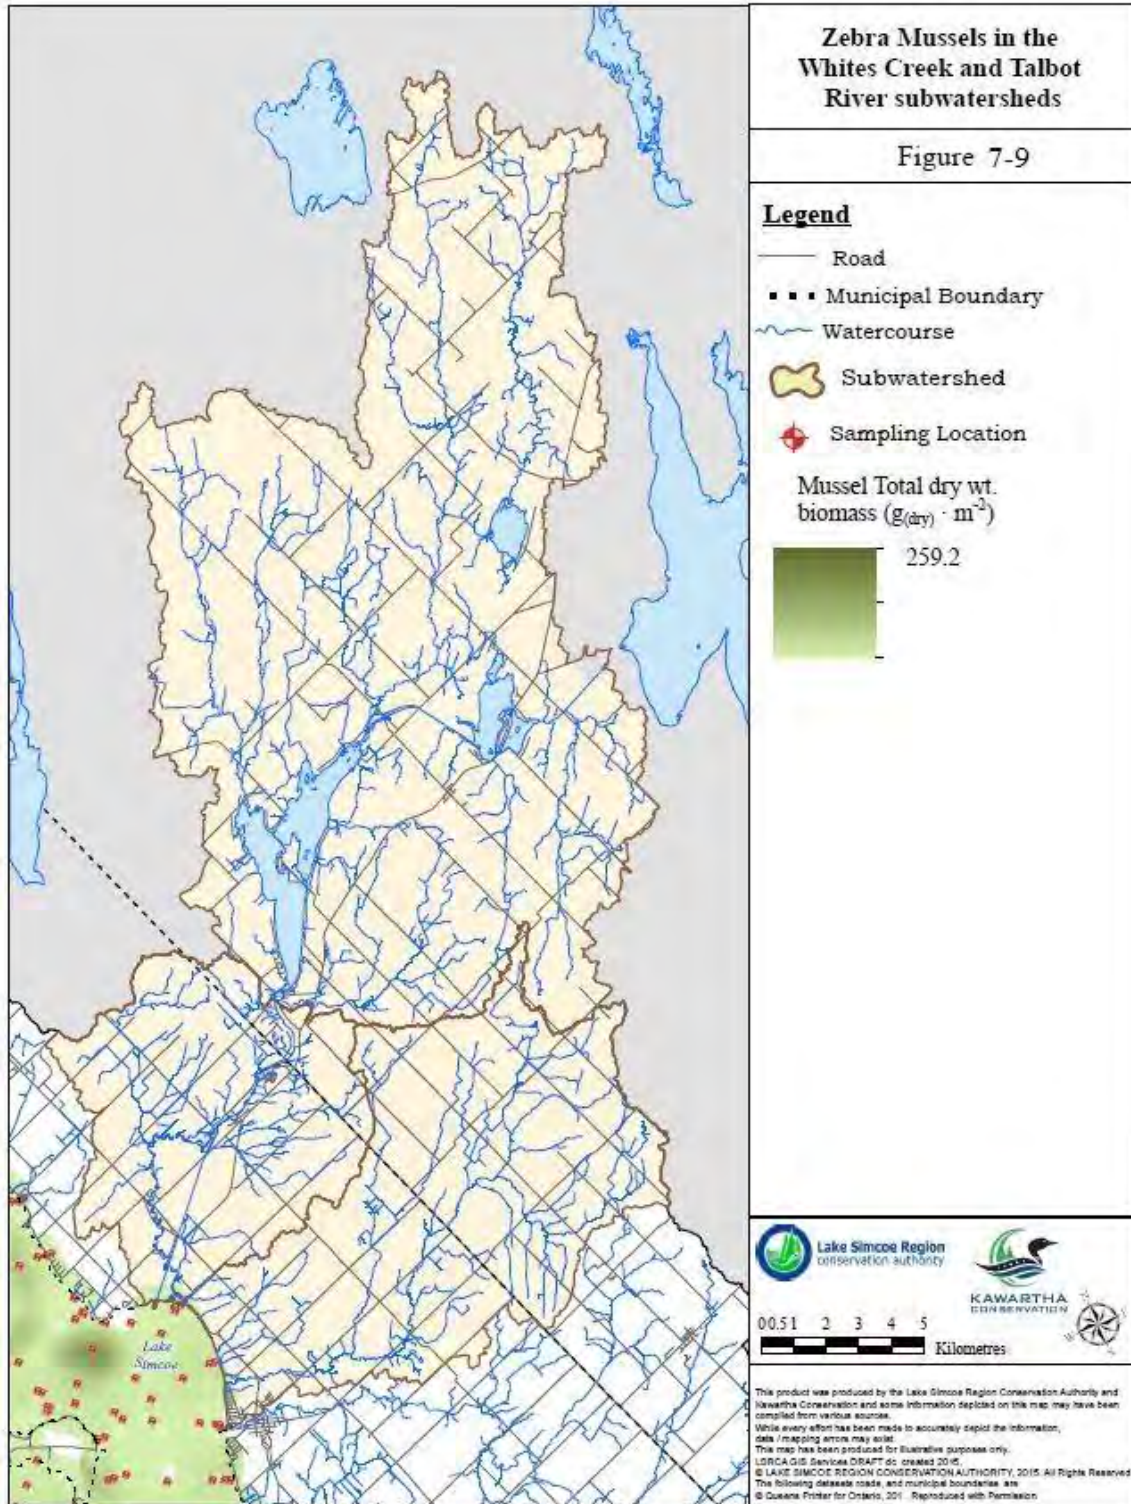 Zebra Mussels in the
Whites Creek and Talbot
River subwatersheds
Figure 7-9
Legend
Road
Municipal Boundary
Watercourse
Subwatershed
Sampling Location
Mussel Total dry wt.
biomass (g(dry) · m-2)
259.2
Lake
Simcoe
Lake Simcoe Region
conservation authority
KAWARTHA
CONSERVATION
0 0.5 1 2 3 4 5
Kilometres
This product was produced by the Lake Simcoe Region Conservation Authority and
Kawartha Conservation and some information depicted on this map may have been
compiled from various sources.
While every effort has been made to accurately depict the information,
data / mapping errors may exist.
This map has been produced for illustrative purposes only.
LSRCA GIS Services DRAFT dc created 2015.
© LAKE SIMCOE REGION CONSERVATION AUTHORITY, 2015. All Rights Reserved.
The following datasets roads, and municipal boundaries are
© Queens Printer for Ontario, 201 . Reproduced with Permission